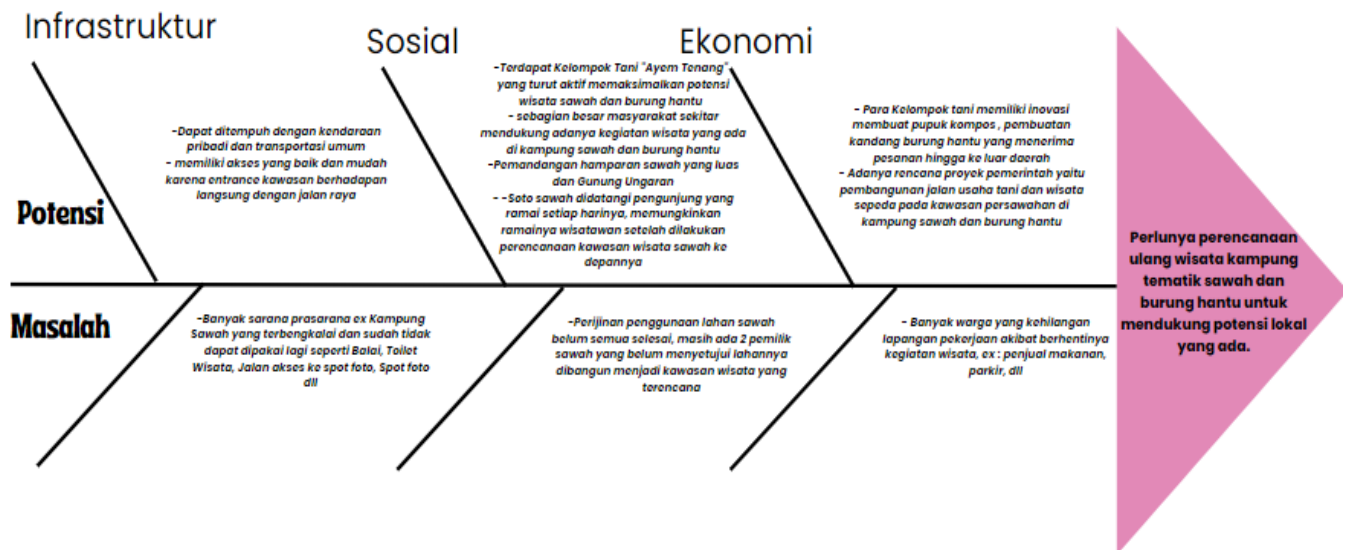 Infrastruktur
Sosial
Ekonomi
Potensi
-Dapat ditempuh dengan kendaraan
pribadi dan transportasi umum
- memiliki akses yang baik dan mudah
karena entrance kawasan berhadapan
langsung dengan jalan raya
-Terdapat Kelompok Tani "Ayem Tenang"
yang turut aktif memaksimalkan potensi
wisata sawah dan burung hantu
- sebagian besar masyarakat sekitar
mendukung adanya kegiatan wisata yang ada
di kampung sawah dan burung hantu
-Pemandangan hamparan sawah yang luas
dan Gunung Ungaran
- -Soto sawah didatangi pengunjung yang
ramai setiap harinya, memungkinkan
ramainya wisatawan setelah dilakukan
perencanaan kawasan wisata sawah ke
depannya
- Para Kelompok tani memiliki inovasi
membuat pupuk kompos , pembuatan
kandang burung hantu yang menerima
pesanan hingga ke luar daerah
- Adanya rencana proyek pemerintah yaitu
pembangunan jalan usaha tani dan wisata
sepeda pada kawasan persawahan di
kampung sawah dan burung hantu
Masalah
-Banyak sarana prasarana ex Kampung
Sawah yang terbengkalai dan sudah tidak
dapat dipakai lagi seperti Balai, Toilet
Wisata, Jalan akses ke spot foto, Spot foto
dll
-Perijinan penggunaan lahan sawah
belum semua selesai, masih ada 2 pemilik
sawah yang belum menyetujui lahannya
dibangun menjadi kawasan wisata yang
terencana
- Banyak warga yang kehilangan
lapangan pekerjaan akibat berhentinya
kegiatan wisata, ex : penjual makanan,
parkir, dll
Perlunya perencanaan
ulang wisata kampung
tematik sawah dan
burung hantu untuk
mendukung potensi lokal
yang ada.